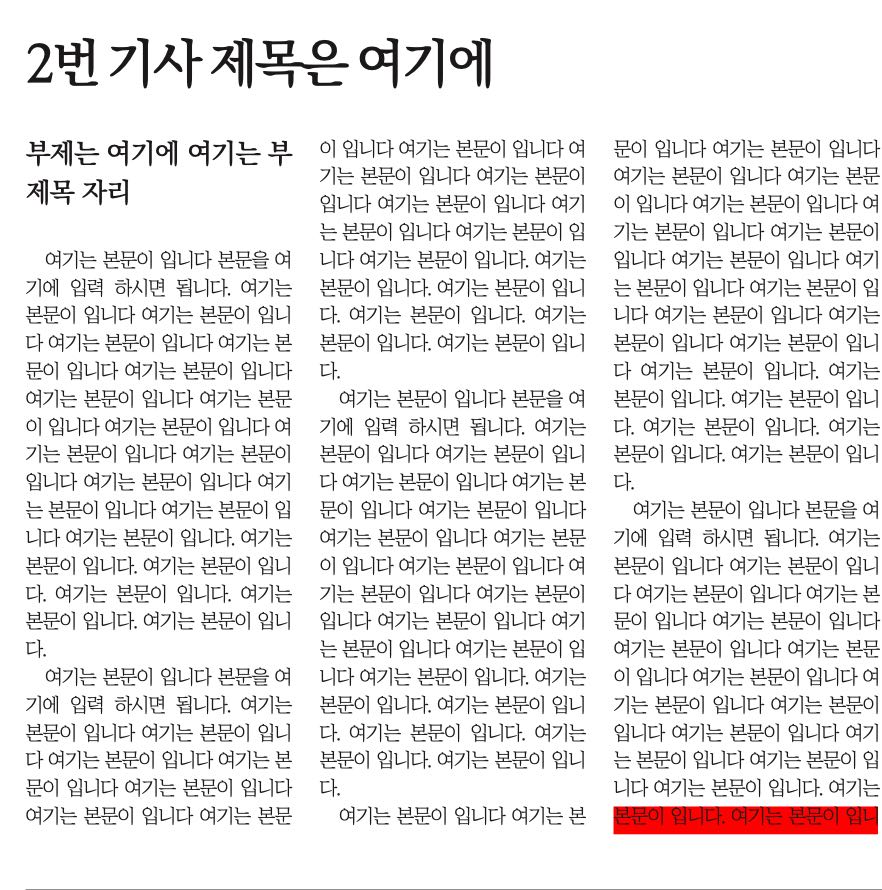 2번 기사 제목은 여기에
부제는 여기에 여기는 부
제목 자리
여기는 본문이 입니다 본문을 여
기에 입력 하시면 됩니다. 여기는
본문이 입니다 여기는 본문이 입니
다 여기는 본문이 입니다 여기는 본
문이 입니다 여기는 본문이 입니다
여기는 본문이 입니다 여기는 본문
이 입니다 여기는 본문이 입니다 여
기는 본문이 입니다 여기는 본문이
입니다 여기는 본문이 입니다 여기
는 본문이 입니다 여기는 본문이 입
니다 여기는 본문이 입니다. 여기는
본문이 입니다. 여기는 본문이 입니
다. 여기는 본문이 입니다. 여기는
본문이 입니다. 여기는 본문이 입니
다.
여기는 본문이 입니다 본문을 여
기에 입력 하시면 됩니다. 여기는
본문이 입니다 여기는 본문이 입니
다 여기는 본문이 입니다 여기는 본
문이 입니다 여기는 본문이 입니다
여기는 본문이 입니다 여기는 본문
이 입니다 여기는 본문이 입니다 여
기는 본문이 입니다 여기는 본문이
입니다 여기는 본문이 입니다 여기
는 본문이 입니다 여기는 본문이 입
니다 여기는 본문이 입니다. 여기는
본문이 입니다. 여기는 본문이 입니
다. 여기는 본문이 입니다. 여기는
본문이 입니다. 여기는 본문이 입니
다.
여기는 본문이 입니다 본문을 여
기에 입력 하시면 됩니다. 여기는
본문이 입니다 여기는 본문이 입니
다 여기는 본문이 입니다 여기는 본
문이 입니다 여기는 본문이 입니다
여기는 본문이 입니다 여기는 본문
이 입니다 여기는 본문이 입니다 여
기는 본문이 입니다 여기는 본문이
입니다 여기는 본문이 입니다 여기
는 본문이 입니다 여기는 본문이 입
니다 여기는 본문이 입니다. 여기는
본문이 입니다. 여기는 본문이 입니
다. 여기는 본문이 입니다. 여기는
본문이 입니다. 여기는 본문이 입니
다.
여기는 본문이 입니다 여기는 본
문이 입니다 여기는 본문이 입니다
여기는 본문이 입니다 여기는 본문
이 입니다 여기는 본문이 입니다 여
기는 본문이 입니다 여기는 본문이
입니다 여기는 본문이 입니다 여기
는 본문이 입니다 여기는 본문이 입
니다 여기는 본문이 입니다 여기는
본문이 입니다 여기는 본문이 입니
다 여기는 본문이 입니다. 여기는
본문이 입니다. 여기는 본문이 입니
다. 여기는 본문이 입니다. 여기는
본문이 입니다. 여기는 본문이 입니
다.
여기는 본문이 입니다 본문을 여
기에 입력 하시면 됩니다. 여기는
본문이 입니다 여기는 본문이 입니
다 여기는 본문이 입니다 여기는 본
문이 입니다 여기는 본문이 입니다
여기는 본문이 입니다 여기는 본문
이 입니다 여기는 본문이 입니다 여
기는 본문이 입니다 여기는 본문이
입니다 여기는 본문이 입니다 여기
는 본문이 입니다 여기는 본문이 입
니다 여기는 본문이 입니다. 여기는
본문이 입니다. 여기는 본문이 입니